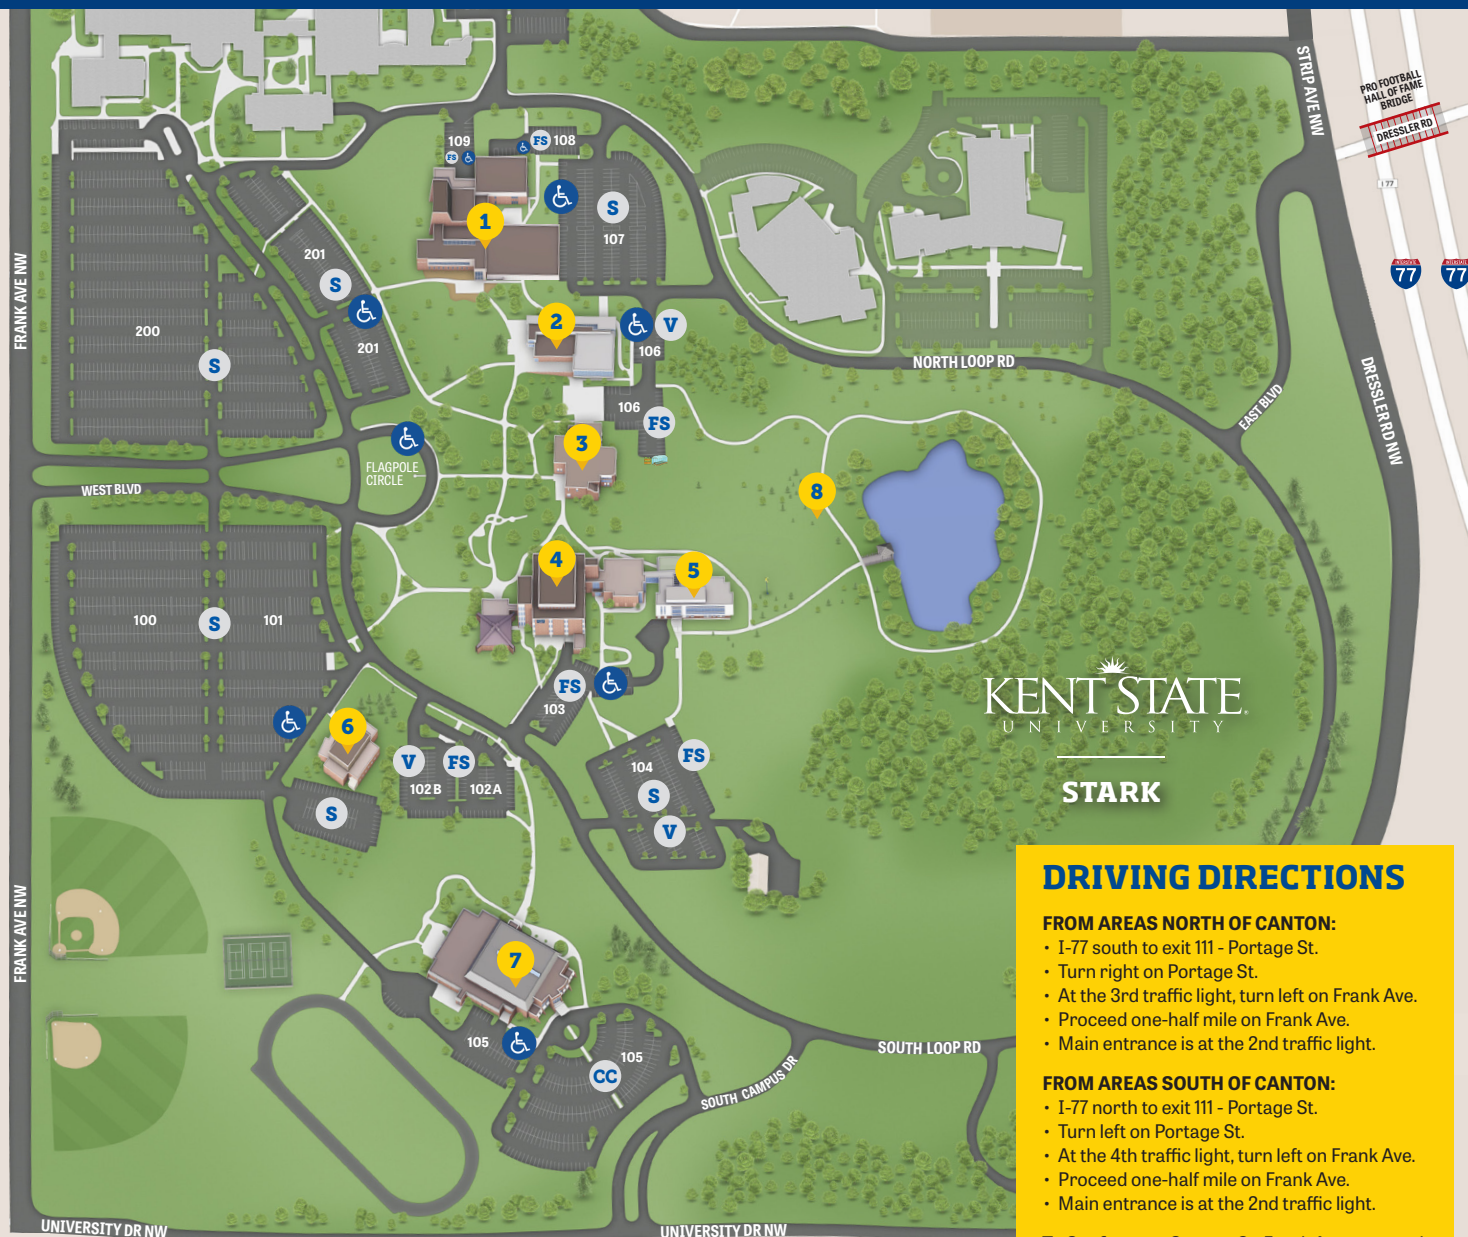 STRIP AVE NW
PRO FOOTBALL
HALL OF FAME
BRIDGE
DRESSLER RD
I 77
INTERSTATE
77
INTERSTATE
77
109
FS
FS
108
1
S
107
FRANK AVE NW
201
S
200
201
S
2
V
106
NORTH LOOP RD
DRESSLER RD NW
EAST BLVD
106
FS
3
FLAGPOLE
CIRCLE
WEST BLVD
8
4
5
100
S
101
FS
103
6
V
FS
102 B
102 A
S
104
FS
S
V
KENT STATE
UNIVERSITY
STARK
FRANK AVE NW
7
105
105
CC
SOUTH LOOP RD
SOUTH CAMPUS DR
UNIVERSITY DR NW
UNIVERSITY DR NW
DRIVING DIRECTIONS
FROM AREAS NORTH OF CANTON:
• I-77 south to exit 111 - Portage St.
• Turn right on Portage St.
• At the 3rd traffic light, turn left on Frank Ave.
• Proceed one-half mile on Frank Ave.
• Main entrance is at the 2nd traffic light.
FROM AREAS SOUTH OF CANTON:
• I-77 north to exit 111 - Portage St.
• Turn left on Portage St.
• At the 4th traffic light, turn left on Frank Ave.
• Proceed one-half mile on Frank Ave.
• Main entrance is at the 2nd traffic light.